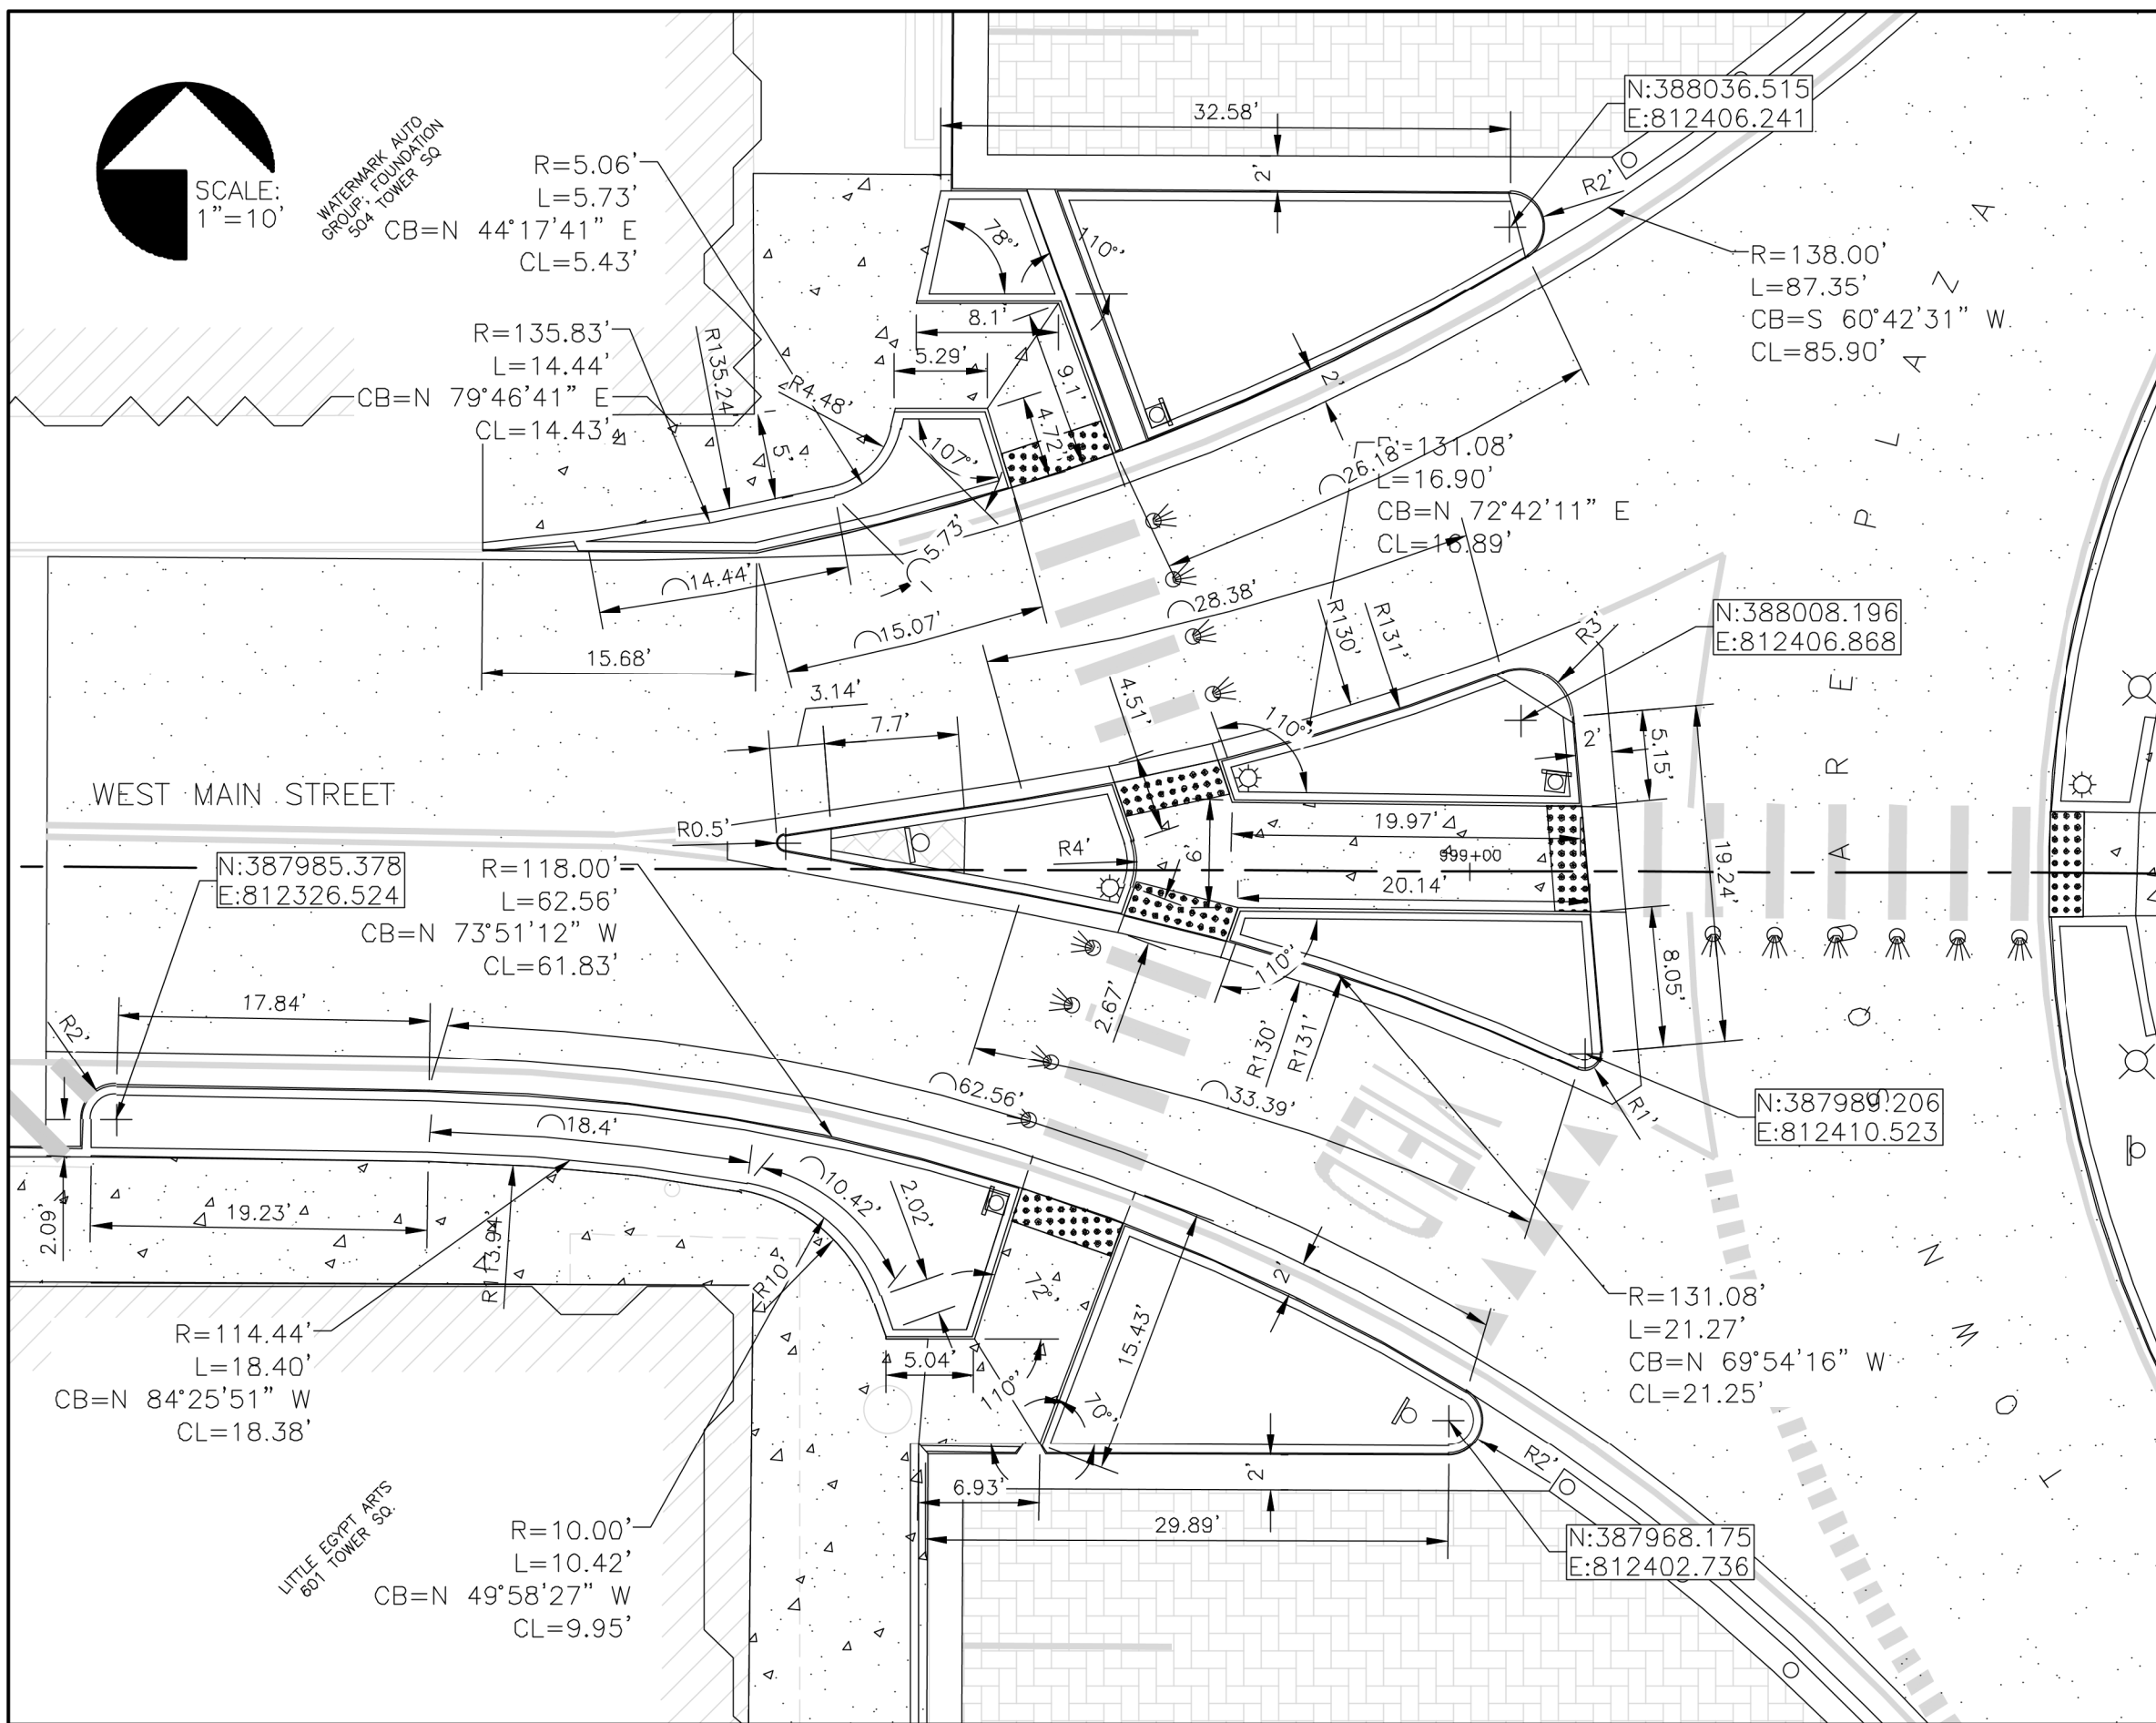 SCALE:
1"=10'
WATERMARK AUTO
GROUP; FOUNDATION
504 TOWER SQ
R=5.06'
L=5.73'
CB=N 44°17'41" E
CL=5.43'
R=135.83'
L=14.44'
CB=N 79°46'41" E
CL=14.43'
32.58'
2'
N:388036.515
E:812406.241
R2'
R=138.00'
L=87.35'
CB=S 60°42'31" W
CL=85.90'
78°
110°
8.1'
5.29'
9.1'
4.72'
R135.24'
R4.48'
5'
107°
2'
26.18'
R=131.08'
L=16.90'
CB=N 72°42'11" E
CL=16.89'
5.73'
14.44'
15.07'
28.38'
15.68'
3.14'
7.7'
4.51'
R130'
R131'
110°
R3'
N:388008.196
E:812406.868
2'
5.15'
WEST MAIN STREET
R0.5'
R4'
6'
19.97'
999+00
20.14'
19.24'
8.05'
N:387985.378
E:812326.524
R=118.00'
L=62.56'
CB=N 73°51'12" W
CL=61.83'
110°
2.67'
R130'
R131'
17.84'
R2'
62.56'
33.39'
R1'
N:387989.206
E:812410.523
18.4'
10.42'
2.02'
19.23'
2.09'
R113.94'
R10'
72°
2'
15.43'
5.04'
110°
70°
R=131.08'
L=21.27'
CB=N 69°54'16" W
CL=21.25'
R=114.44'
L=18.40'
CB=N 84°25'51" W
CL=18.38'
R2'
2'
6.93'
29.89'
N:387968.175
E:812402.736
LITTLE EGYPT ARTS
601 TOWER SQ.
R=10.00'
L=10.42'
CB=N 49°58'27" W
CL=9.95'
YIELD
TOWN SQUARE PLAZA